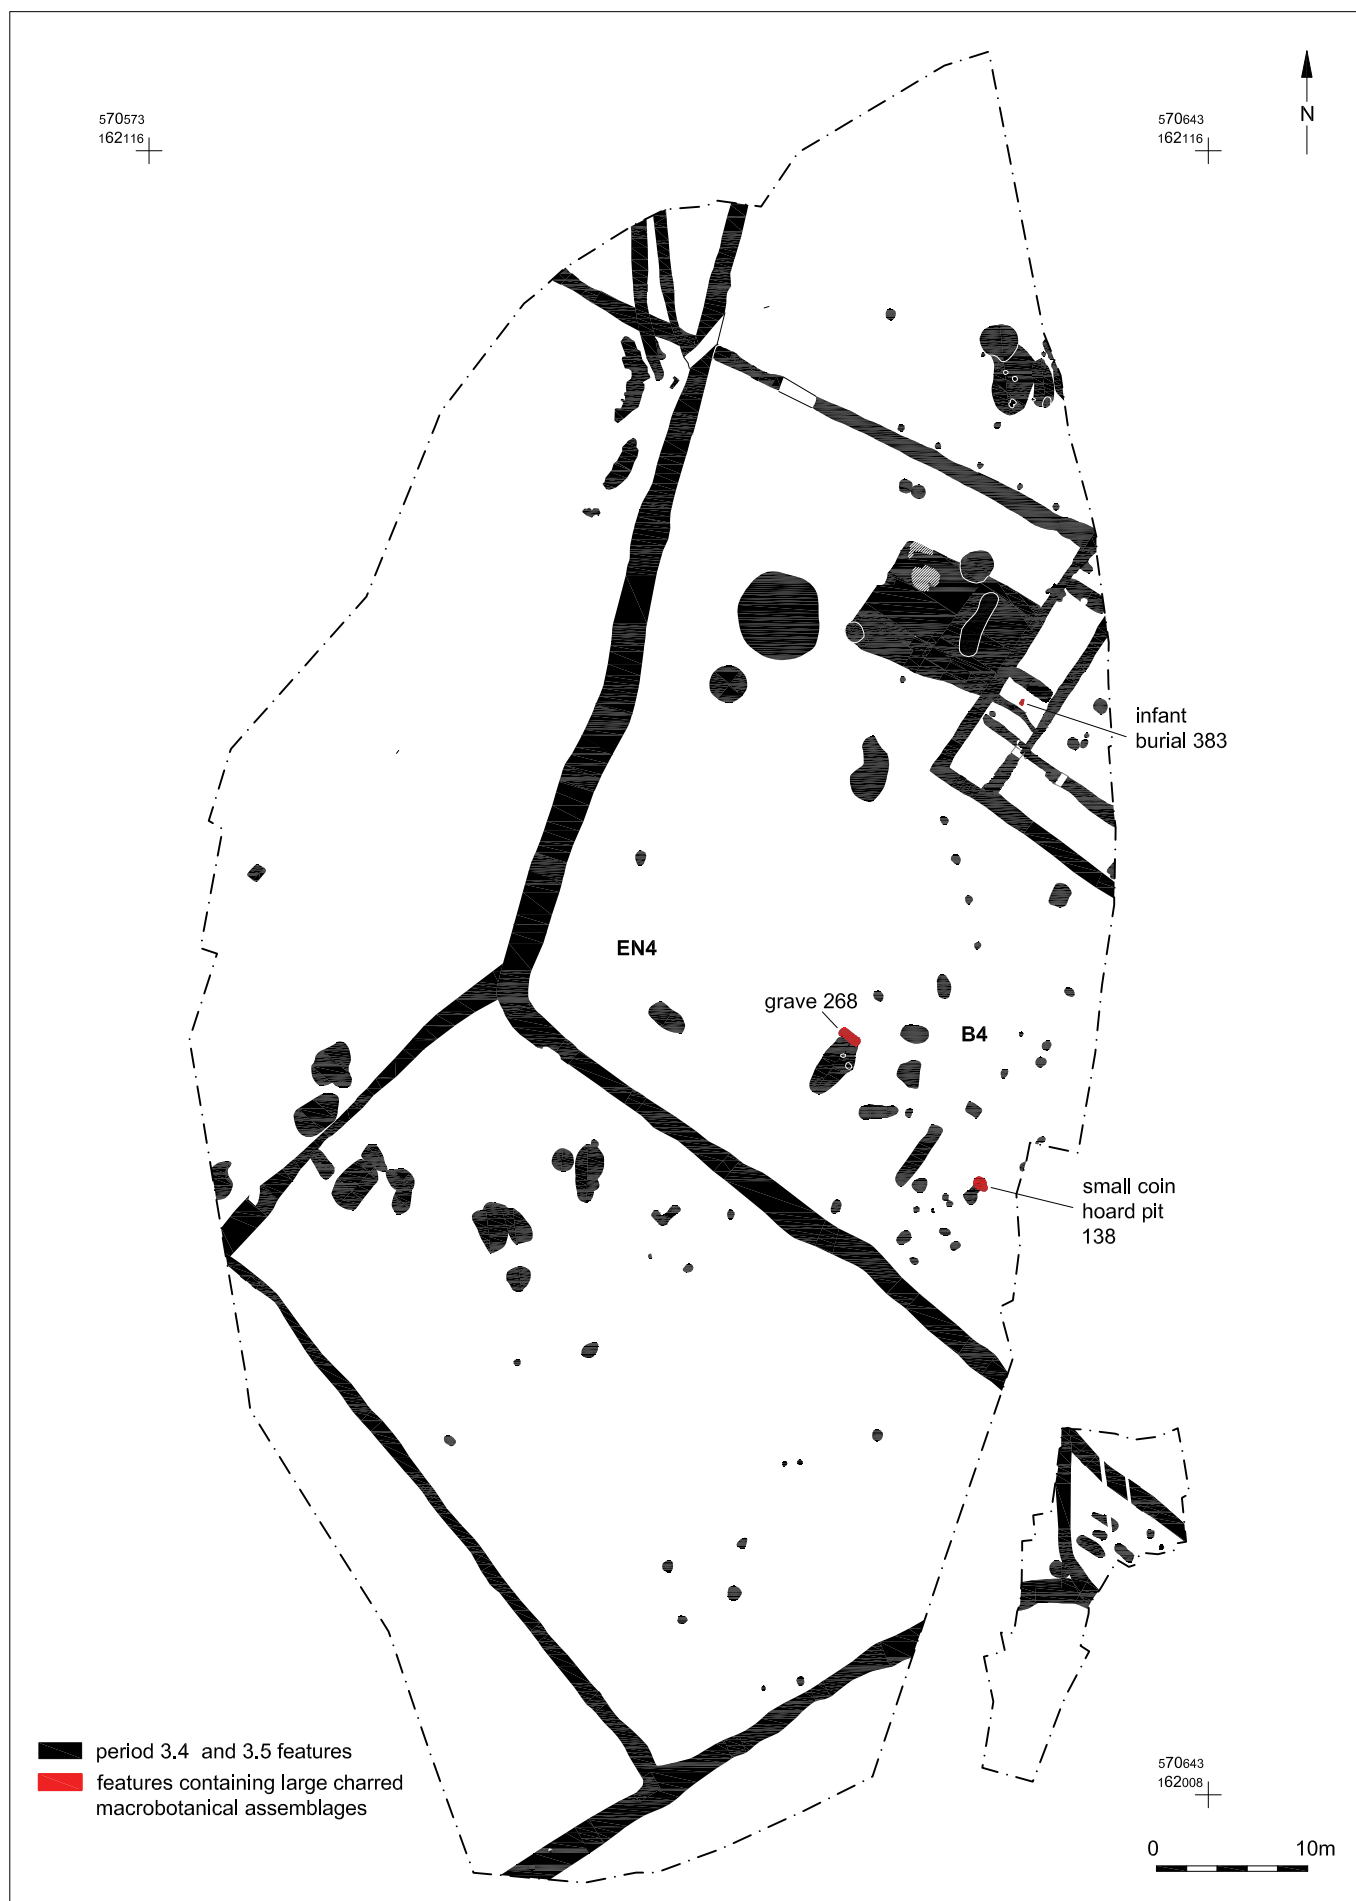 570573
162116
570643
162116
N
infant
burial 383
EN4
grave 268
B4
small coin
hoard pit
138
period 3.4 and 3.5 features
features containing large charred
macrobotanical assemblages
570643
162008
0 10m